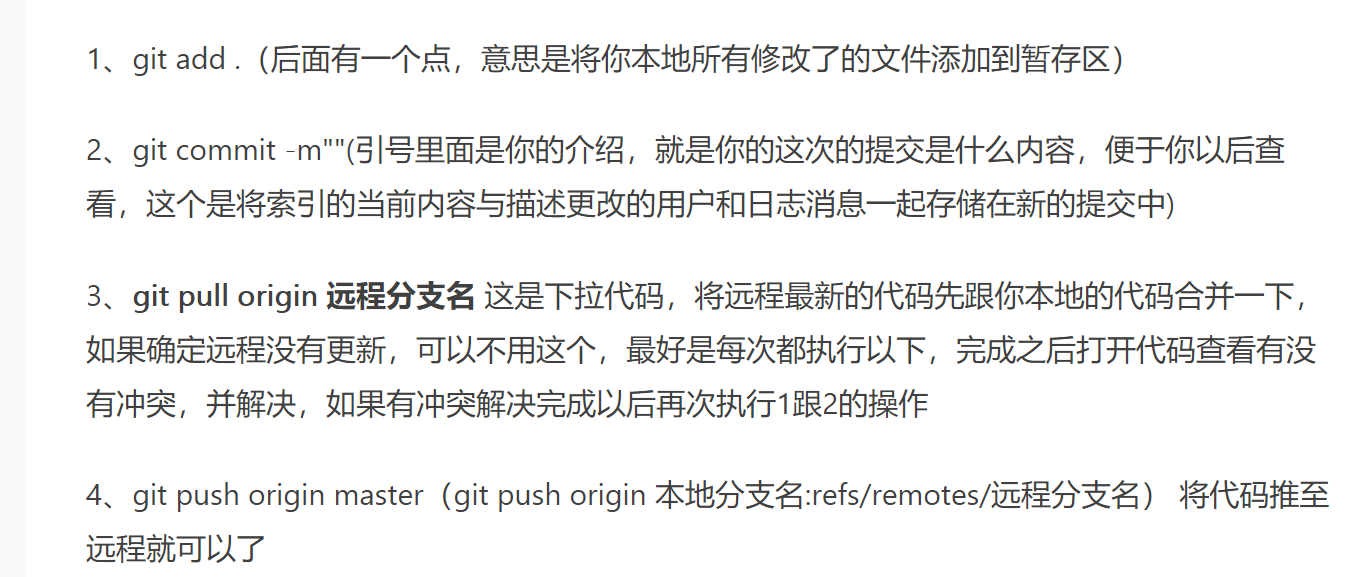 1、git add .（后面有一个点，意思是将你本地所有修改了的文件添加到暂存区）
2、git commit -m""(引号里面是你的介绍，就是你的这次的提交是什么内容，便于你以后查
看，这个是将索引的当前内容与描述更改的用户和日志消息一起存储在新的提交中)
3、git pull origin 远程分支名 这是下拉代码，将远程最新的代码先跟你本地的代码合并一下，
如果确定远程没有更新，可以不用这个，最好是每次都执行以下，完成之后打开代码查看有没
有冲突，并解决，如果有冲突解决完成以后再次执行1跟2的操作
4、git push origin master（git push origin 本地分支名:refs/remotes/远程分支名） 将代码推至
远程就可以了